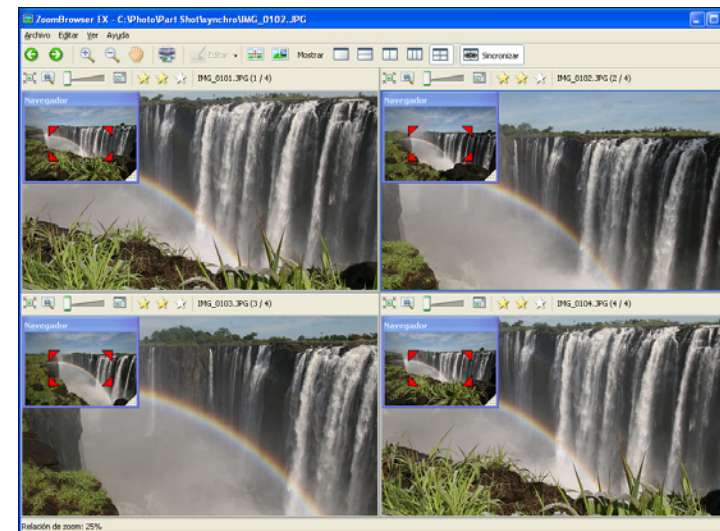 ZoomBrowser EX - C:\Photo\Part Shot\synchro\IMG_0102.JPG
Archivo Editar Ver Ayuda
Editar Mostrar Sincronizar
IMG_0101.JPG (1 / 4)
IMG_0102.JPG (2 / 4)
Navegador
Navegador
IMG_0103.JPG (3 / 4)
IMG_0104.JPG (4 / 4)
Navegador
Navegador
Relación de zoom: 25%